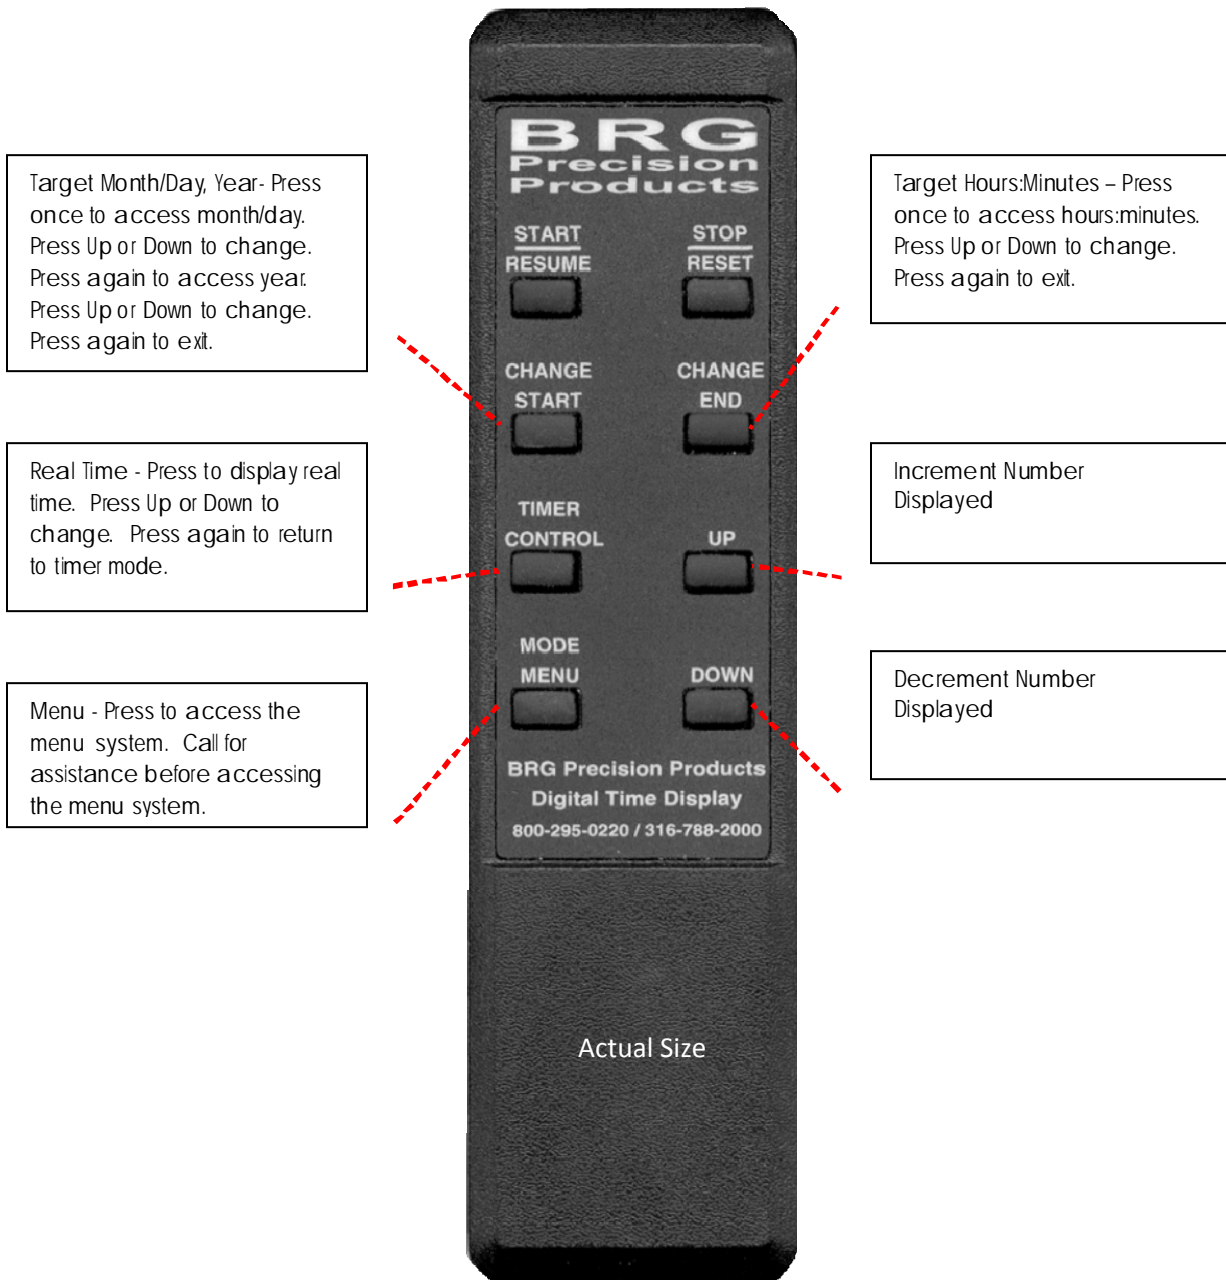 BRG
Precision
Products
Target Month/Day, Year- Press
once to access month/day.
Press Up or Down to change.
Press again to access year.
Press Up or Down to change.
Press again to exit.
Target Hours:Minutes – Press
once to access hours:minutes.
Press Up or Down to change.
Press again to exit.
START
RESUME
STOP
RESET
CHANGE
START
CHANGE
END
Real Time - Press to display real
time. Press Up or Down to
change. Press again to return
to timer mode.
Increment Number
Displayed
TIMER
CONTROL
UP
MODE
MENU
DOWN
Menu - Press to access the
menu system. Call for
assistance before accessing
the menu system.
Decrement Number
Displayed
BRG Precision Products
Digital Time Display
800-295-0220 / 316-788-2000
Actual Size